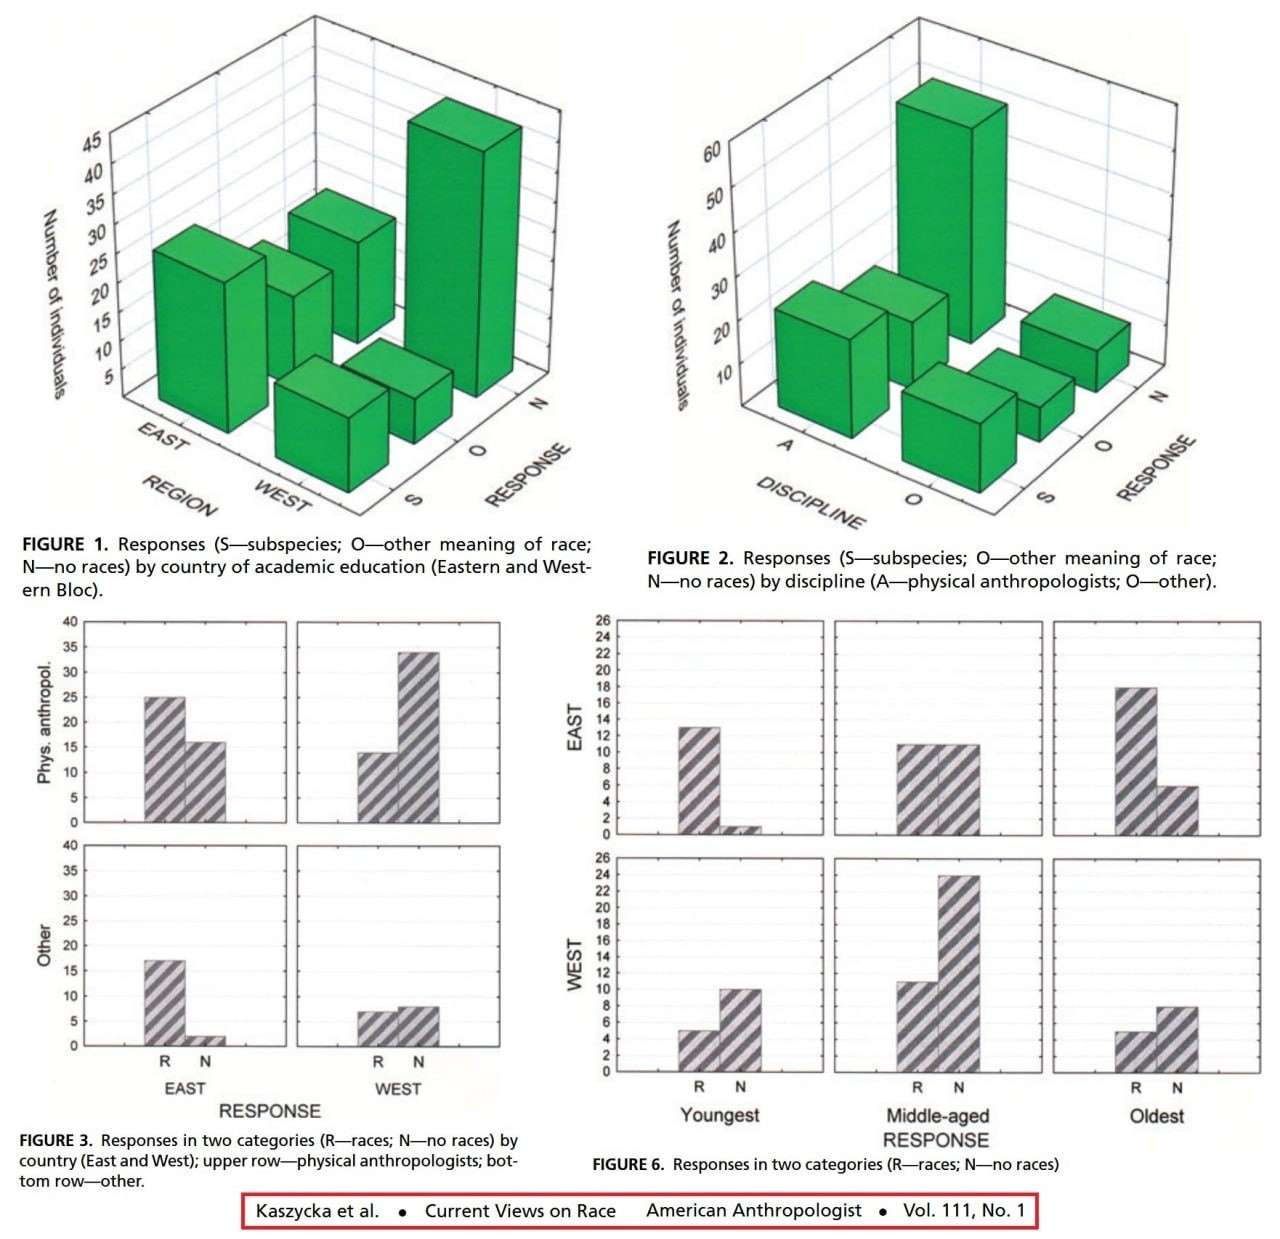 45
40
35
30
25
20
15
10
5
Number of individuals
EAST
WEST
REGION
S
O
N
RESPONSE
FIGURE 1. Responses (S—subspecies; O—other meaning of race;
N—no races) by country of academic education (Eastern and West-
ern Bloc).
60
50
40
30
20
10
Number of individuals
A
O
DISCIPLINE
S
O
N
RESPONSE
FIGURE 2. Responses (S—subspecies; O—other meaning of race;
N—no races) by discipline (A—physical anthropologists; O—other).
40
35
30
25
20
15
10
5
0
Phys. anthropol.
40
35
30
25
20
15
10
5
0
Other
R N R N
EAST WEST
RESPONSE
FIGURE 3. Responses in two categories (R—races; N—no races) by
country (East and West); upper row—physical anthropologists; bot-
tom row—other.
26
24
22
20
18
16
14
12
10
8
6
4
2
0
EAST
26
24
22
20
18
16
14
12
10
8
6
4
2
0
WEST
R N R N R N
Youngest Middle-aged Oldest
RESPONSE
FIGURE 6. Responses in two categories (R—races; N—no races)
Kaszycka et al. • Current Views on Race American Anthropologist • Vol. 111, No. 1